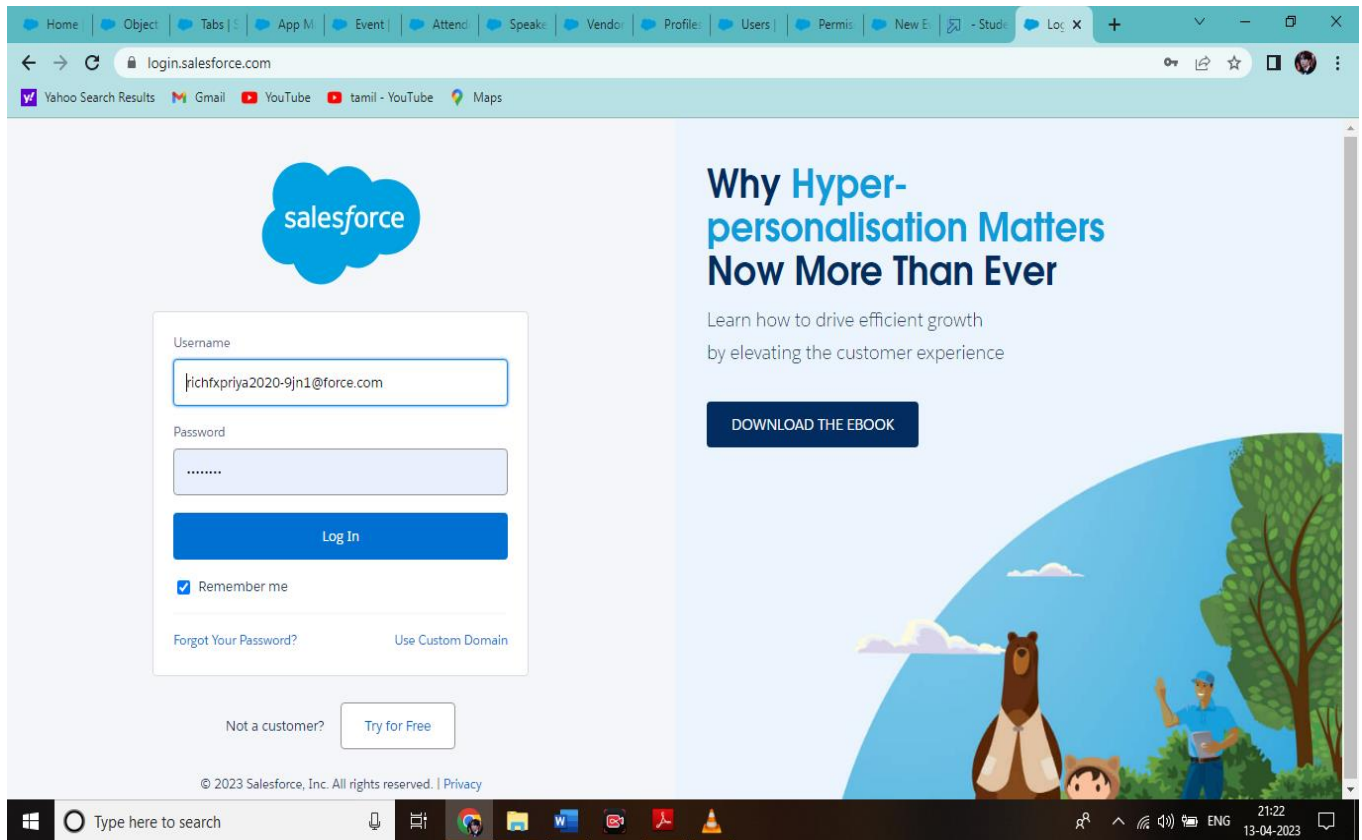 Home
Object
Tabs | S
App M
Event |
Attend
Speake
Vendor
Profiles
Users |
Permis
New E
- Stude
Log
login.salesforce.com
Yahoo Search Results
Gmail
YouTube
tamil - YouTube
Maps
salesforce
Username
richfxpriya2020-9jn1@force.com
Password
Log In
Remember me
Forgot Your Password?
Use Custom Domain
Not a customer?
Try for Free
© 2023 Salesforce, Inc. All rights reserved. | Privacy
Why Hyper-
personalisation Matters
Now More Than Ever
Learn how to drive efficient growth
by elevating the customer experience
DOWNLOAD THE EBOOK
Type here to search
ENG
21:22
13-04-2023